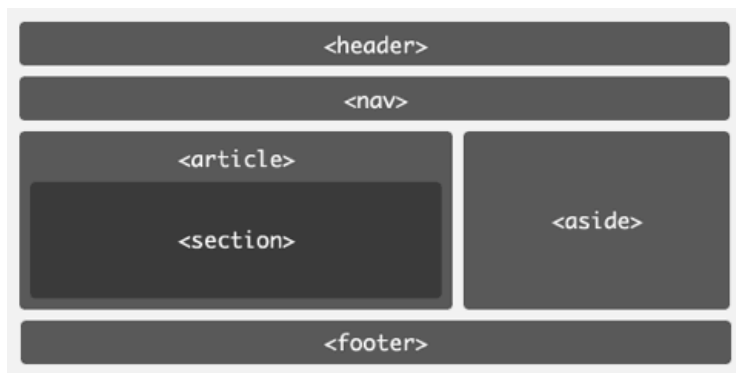 <header>
<nav>
<article>
<section>
<aside>
<footer>